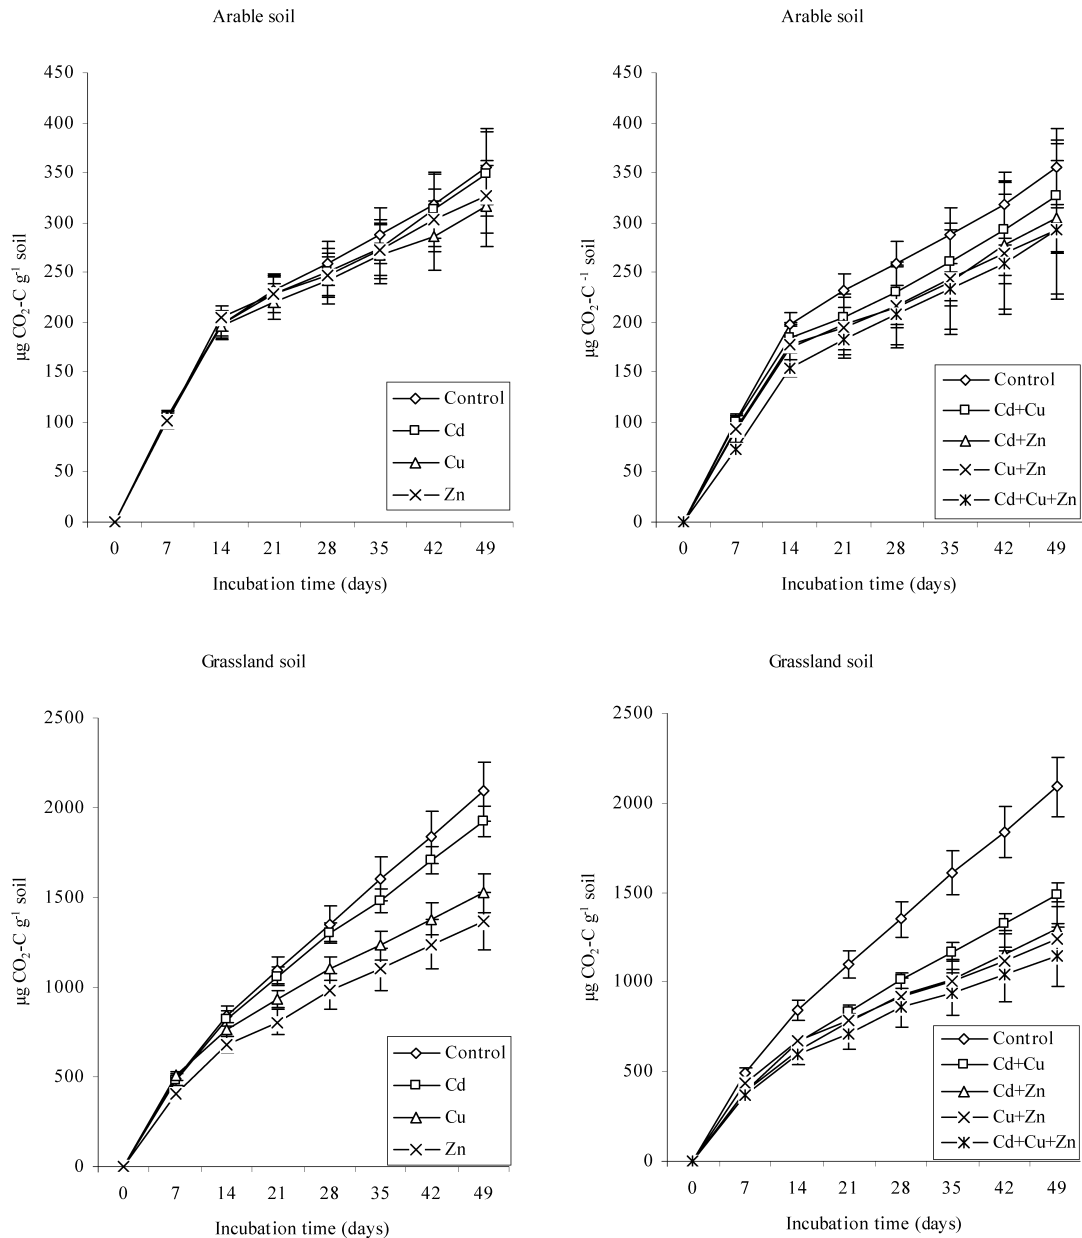 Arable soil
µg CO2-C g-1 soil
450
400
350
300
250
200
150
100
50
0
Control
Cd
Cu
Zn
0 7 14 21 28 35 42 49
Incubation time (days)
Arable soil
µg CO2-C -1 soil
450
400
350
300
250
200
150
100
50
0
Control
Cd+Cu
Cd+Zn
Cu+Zn
Cd+Cu+Zn
0 7 14 21 28 35 42 49
Incubation time (days)
Grassland soil
µg CO2-C g-1 soil
2500
2000
1500
1000
500
0
Control
Cd
Cu
Zn
0 7 14 21 28 35 42 49
Incubation time (days)
Grassland soil
µg CO2-C g-1 soil
2500
2000
1500
1000
500
0
Control
Cd+Cu
Cd+Zn
Cu+Zn
Cd+Cu+Zn
0 7 14 21 28 35 42 49
Incubation time (days)